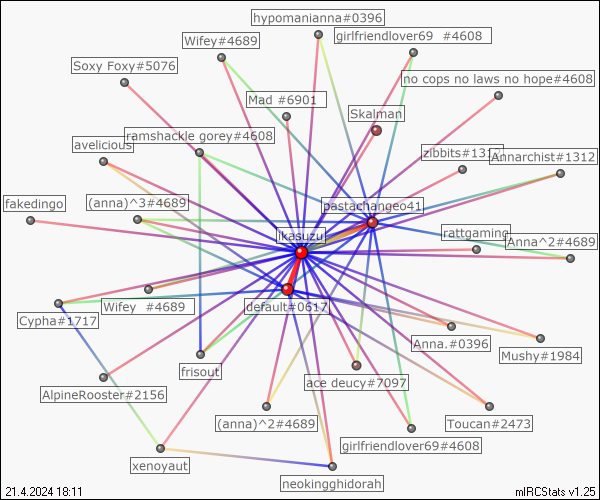 hypomanianna#0396
girlfriendlover69 #4608
Wifey#4689
Soxy Foxy#5076
no cops no laws no hope#4608
Mad #6901
Skalman
ramshackle gorey#4608
avelicious
zlbbits#1312
Annarchist#1312
fakedingo
(anna)^3#4689
pastachangeo41
ikasuzu
rattgaming
Anna^2#4689
Wifey #4689
default#0617
Cypha#1717
Anna.#0396
Mushy#1984
frisout
ace deucy#7097
AlpineRooster#2156
(anna)^2#4689
Toucan#2473
girlfriendlover69#4608
xenoyaut
neokingghidorah
21.4.2024 18:11
mIRCStats v1.25